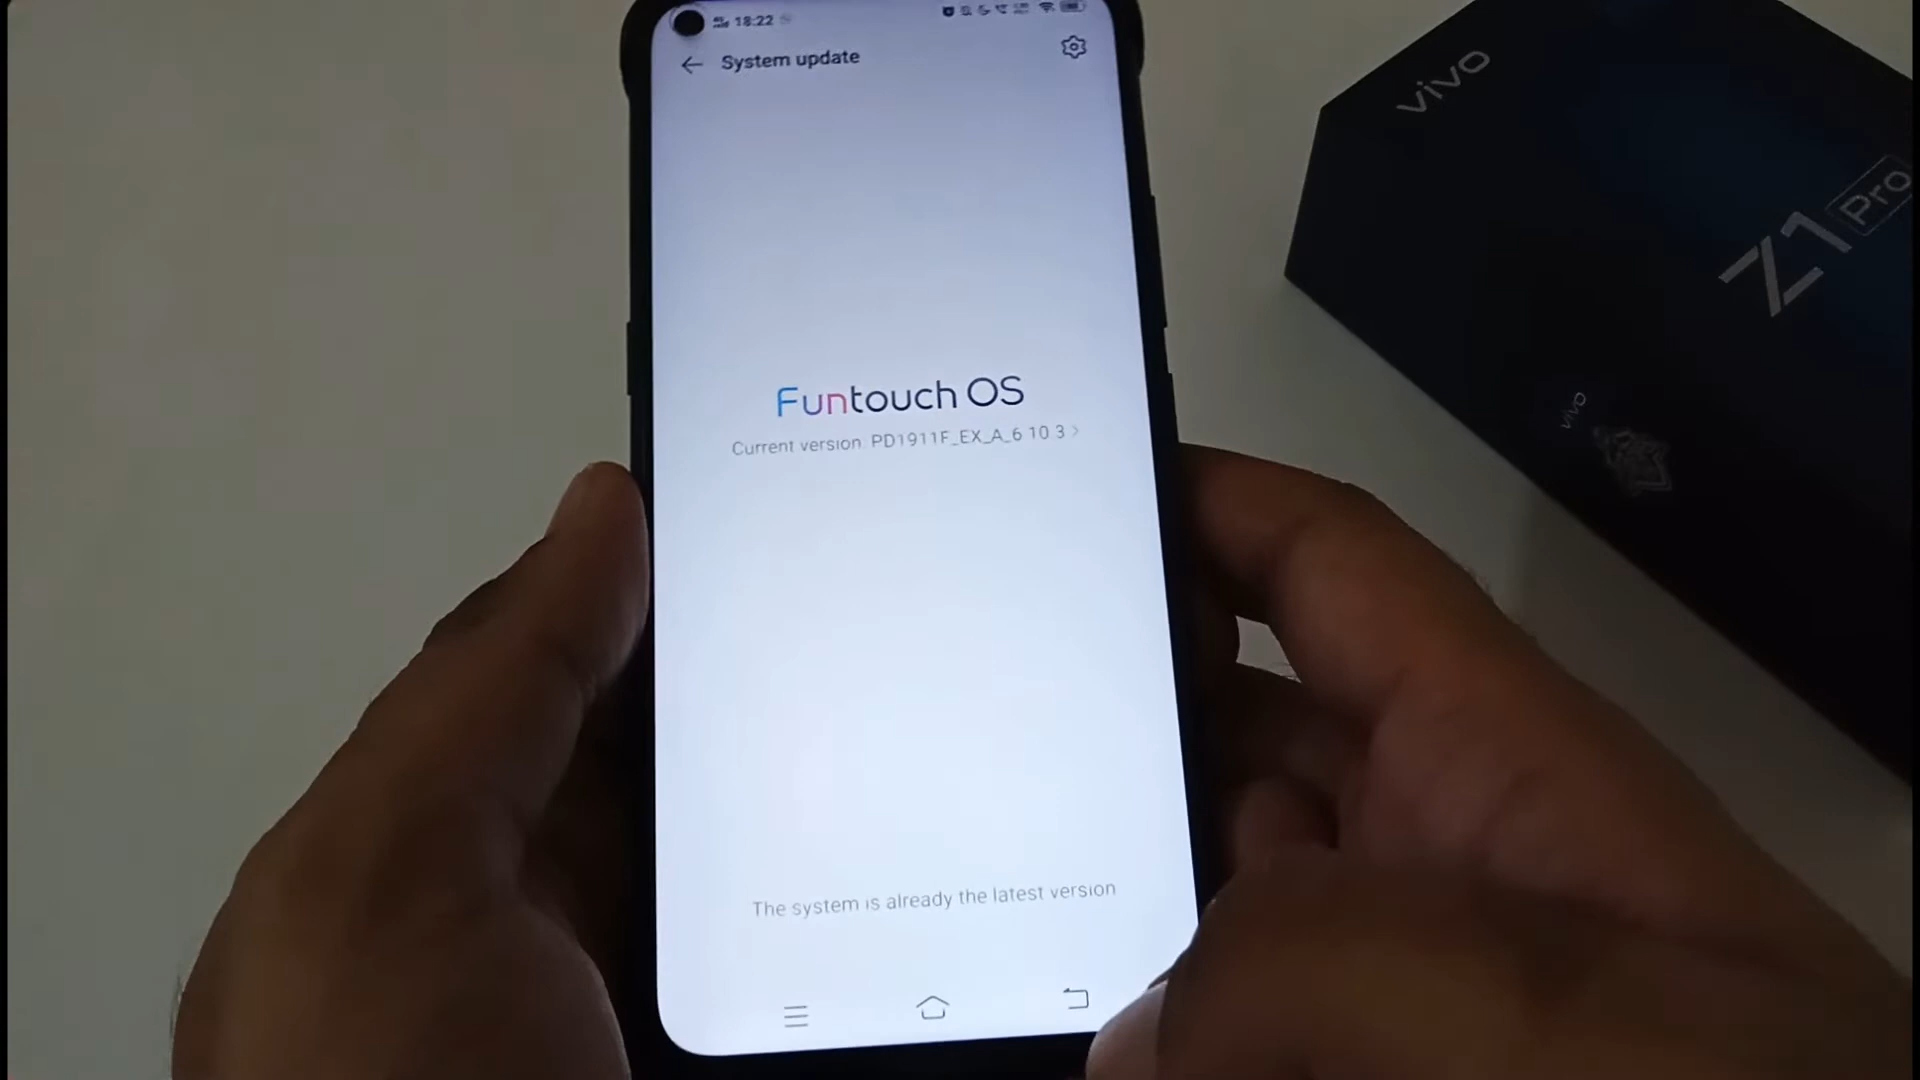 18:22
System update
Funtouch OS
Current version: PD1911F_EX_A_6.10.3 >
The system is already the latest version
vivo
Z1 Pro
vivo